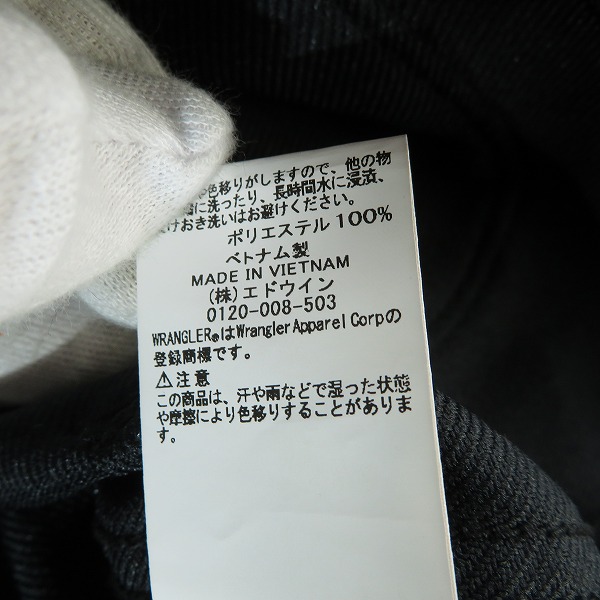 色移りがしますので、他の物
に洗ったり、長時間水に浸漬、
けおき洗いはお避けください。
ポリエステル 100%
ベトナム製
MADE IN VIETNAM
(株)エドウイン
0120-008-503
WRANGLER®はWrangler Apparel Corpの
登録商標です。
⚠注意
この商品は、汗や雨などで湿った状態
や摩擦により色移りすることがありま
す。